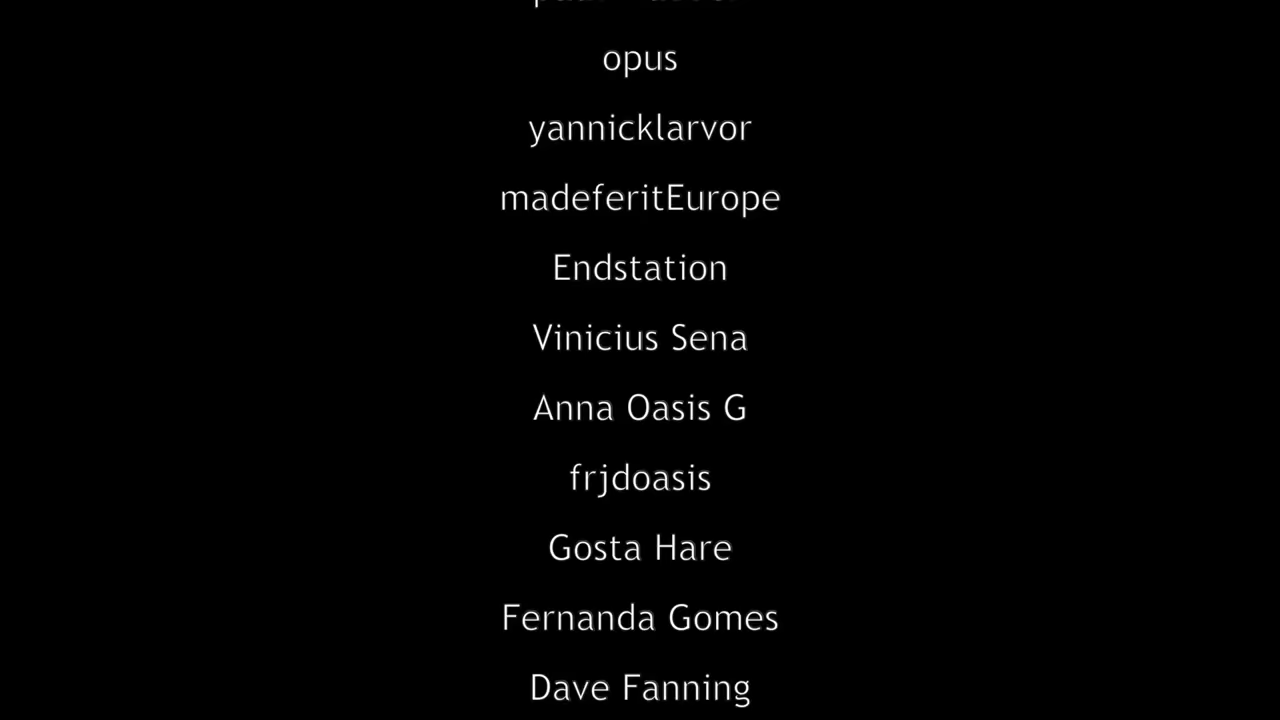 opus
yannicklarvor
madeferitEurope
Endstation
Vinicius Sena
Anna Oasis G
frjdoasis
Gosta Hare
Fernanda Gomes
Dave Fanning